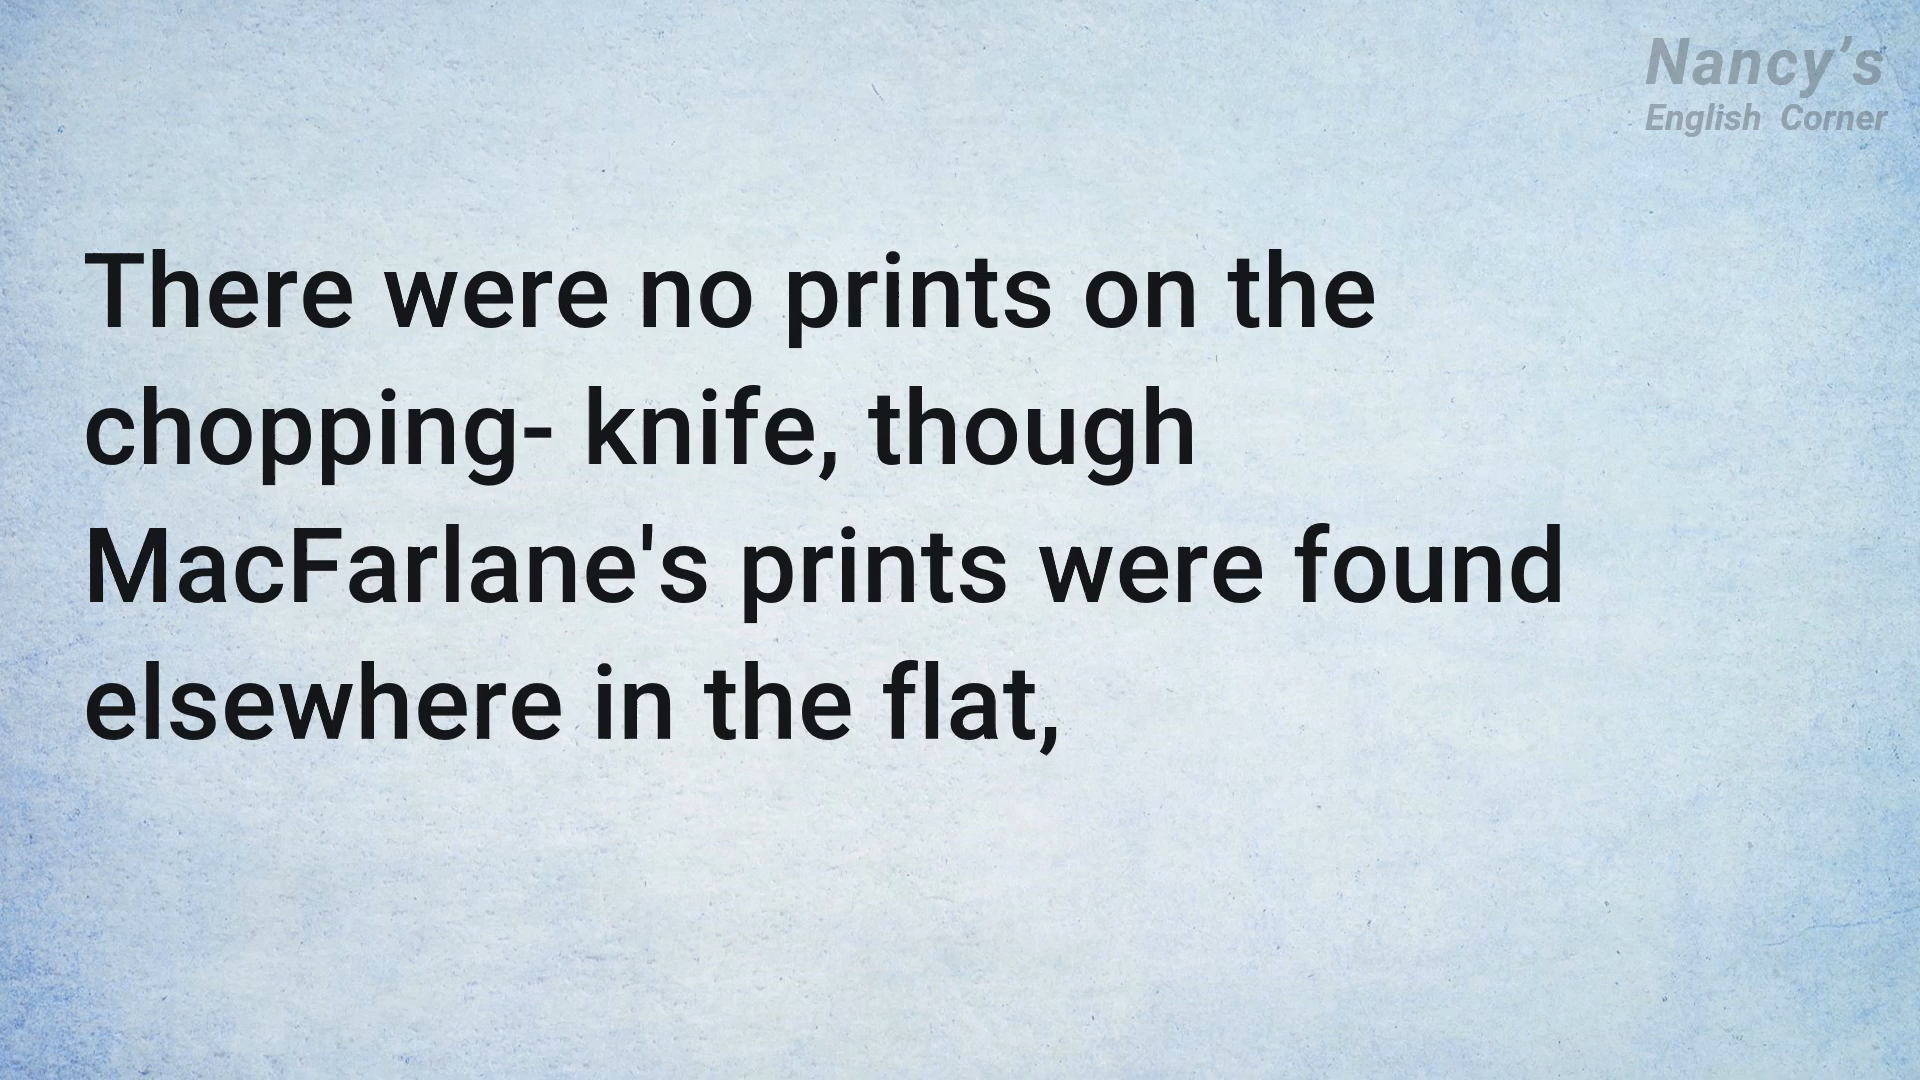 Nancy’s
English Corner
There were no prints on the
chopping- knife, though
MacFarlane's prints were found
elsewhere in the flat,